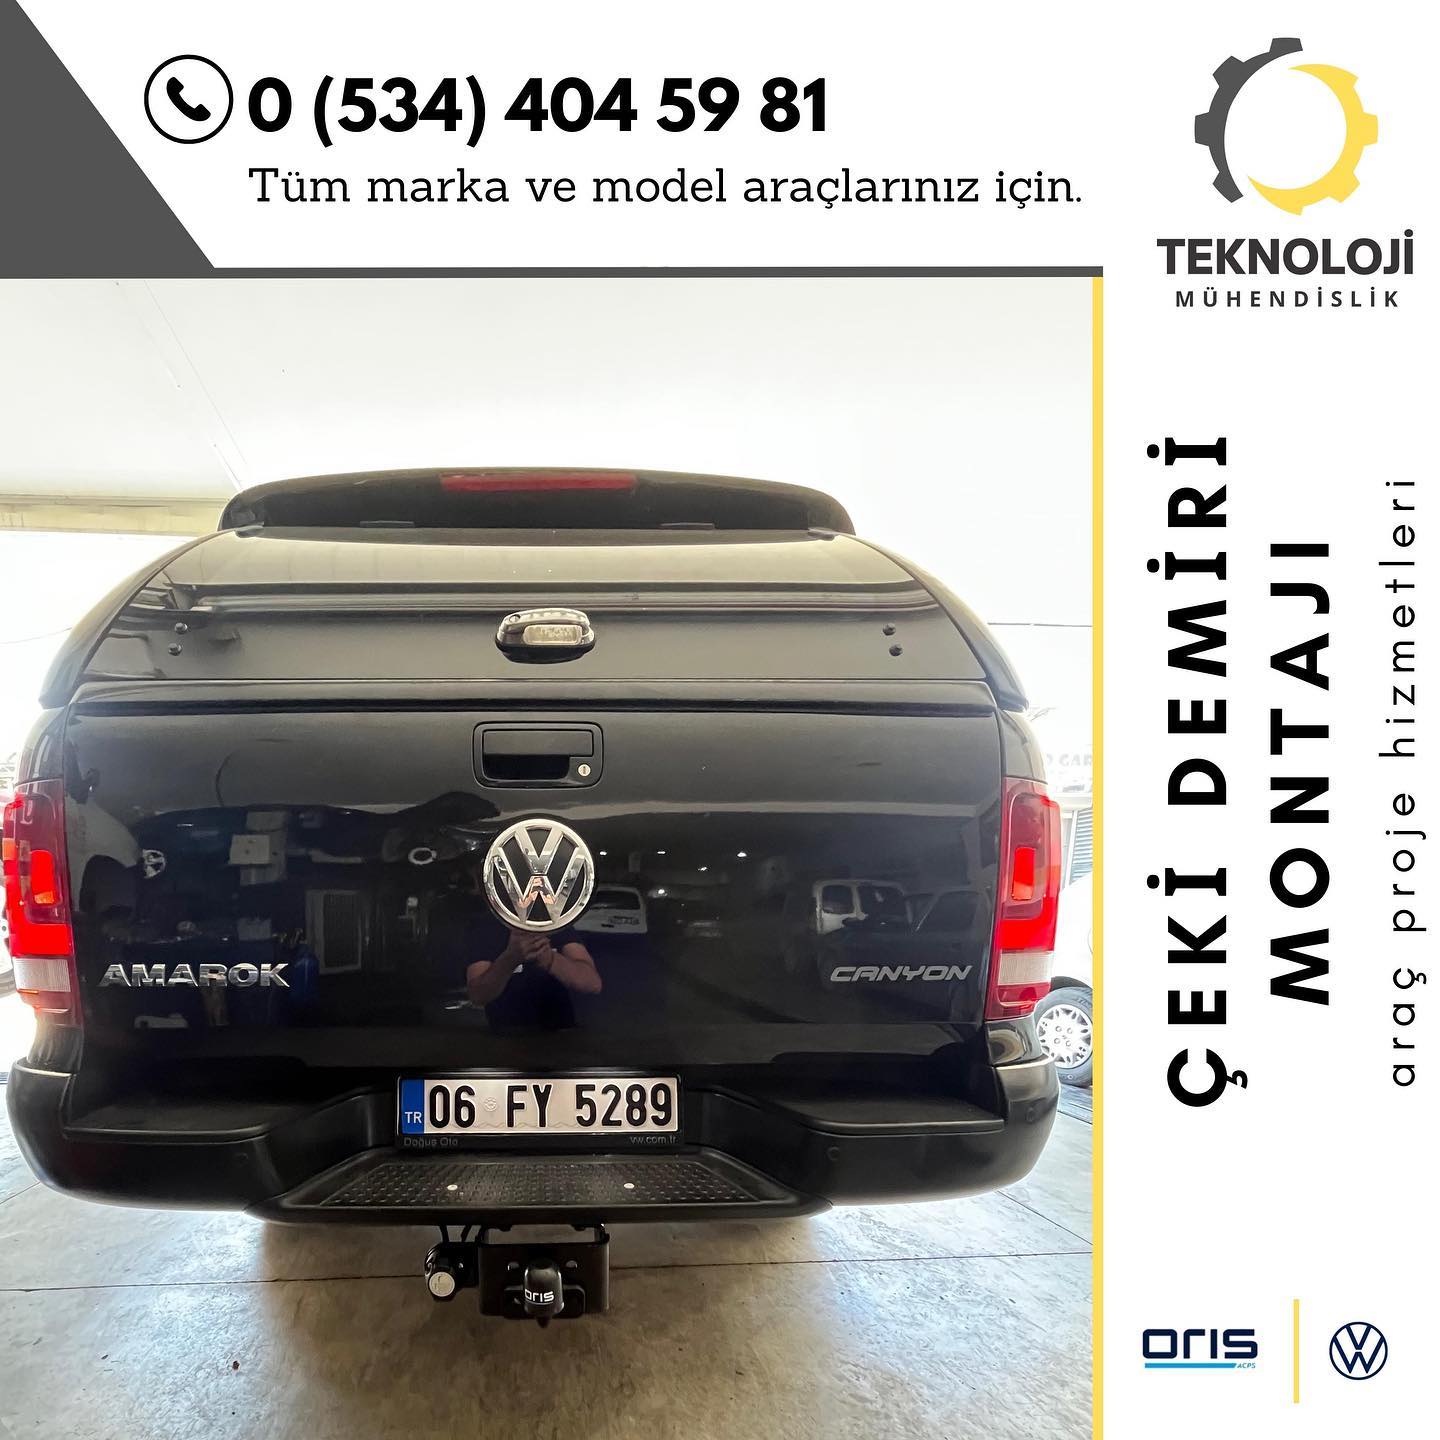 0 (534) 404 59 81
Tüm marka ve model araçlarınız için.
TEKNOLOJİ
MÜHENDİSLİK
ÇEKİ DEMİRİ
MONTAJI
araç proje hizmetleri
AMAROK
CANYON
TR 06 FY 5289
Doğuş Oto
vw.com.tr
oris
oris
ACPS